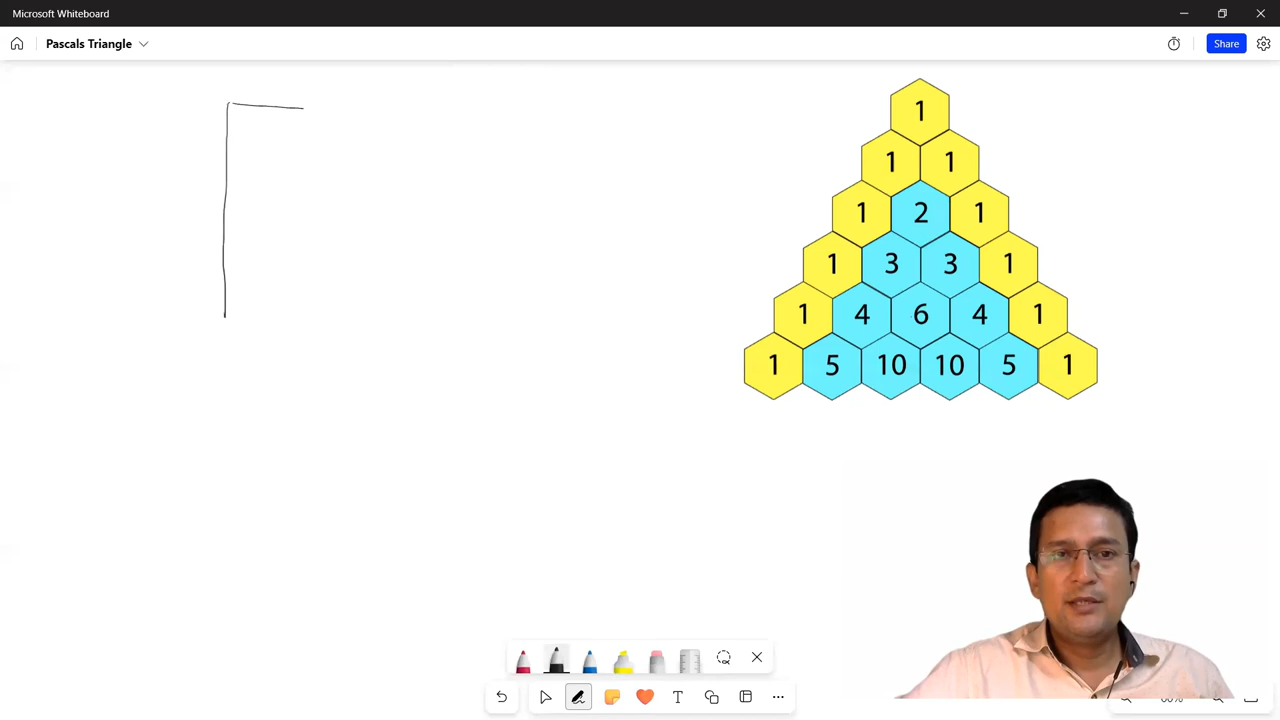 Microsoft Whiteboard
Pascals Triangle
Share
1
1 1
1 2 1
1 3 3 1
1 4 6 4 1
1 5 10 10 5 1
T